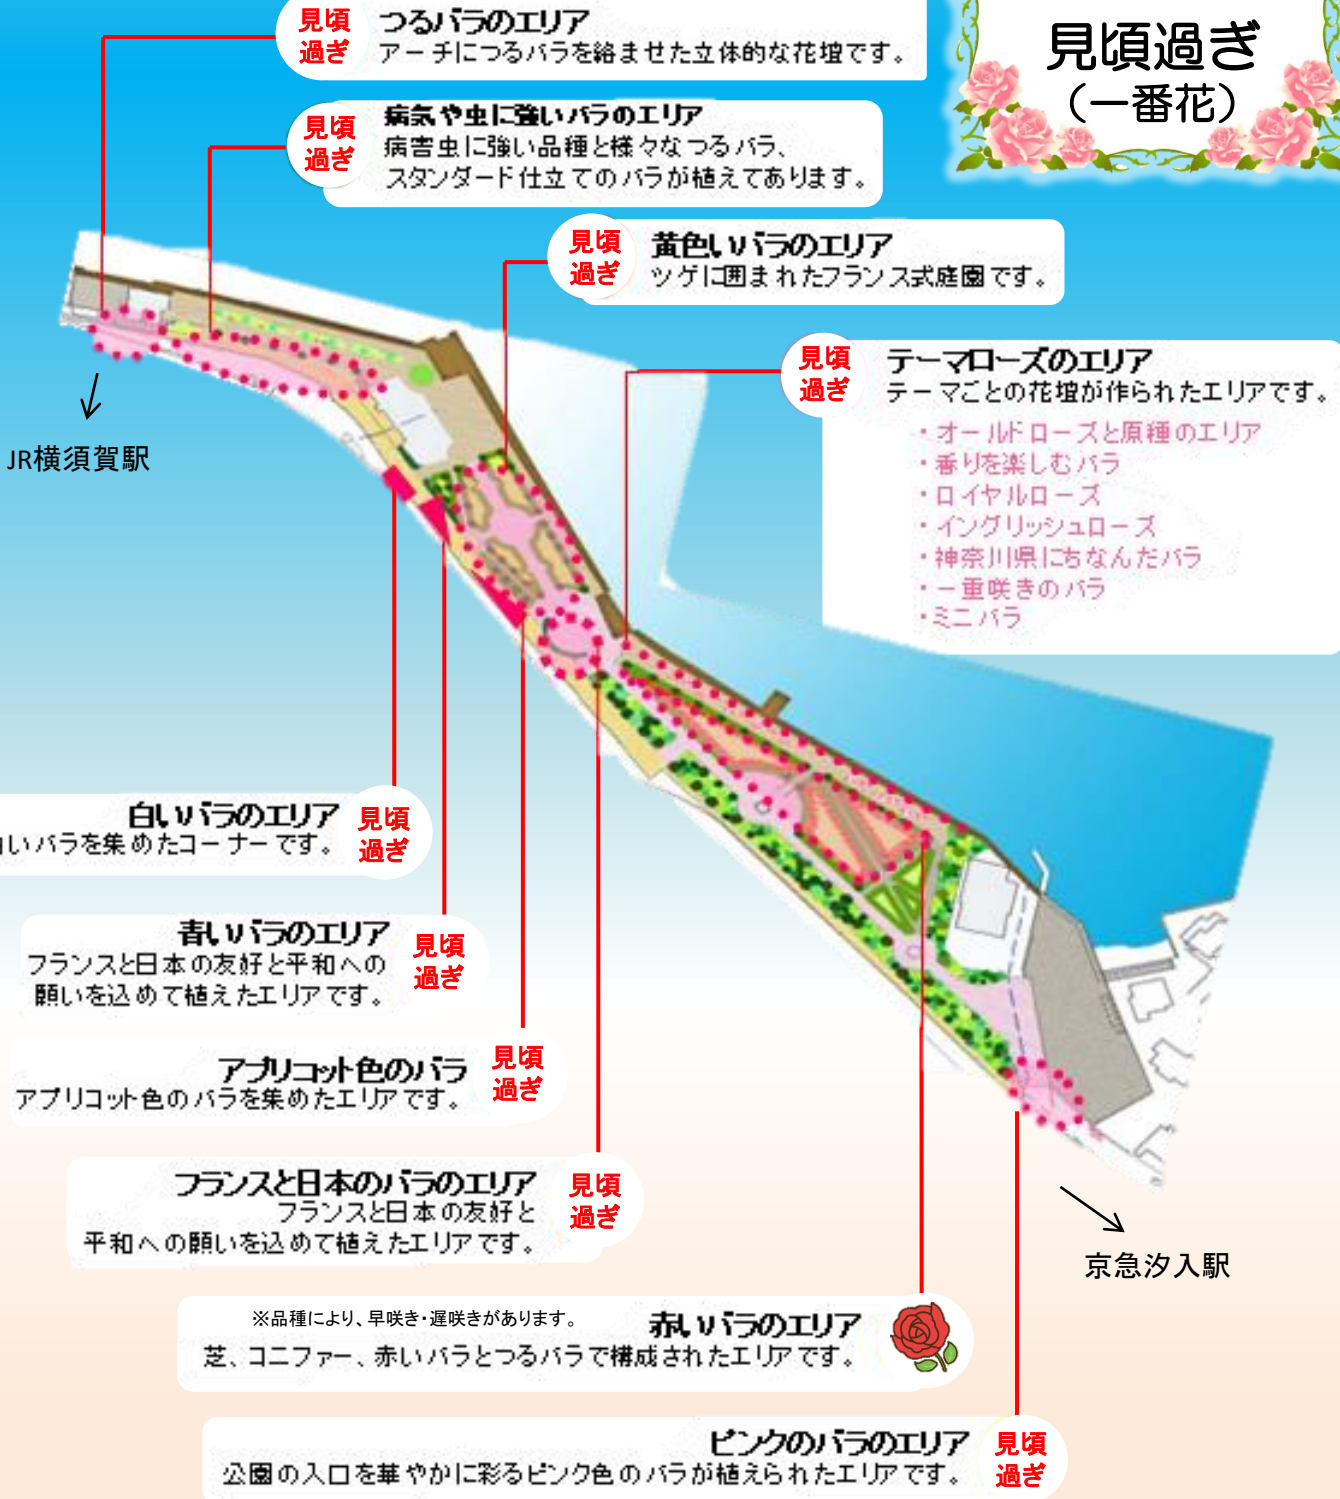 見頃過ぎ
（一番花）
見頃
過ぎ
つるバラのエリア
アーチにつるバラを絡ませた立体的な花壇です。
見頃
過ぎ
病気や虫に強いバラのエリア
病害虫に強い品種と様々なつるバラ、
スタンダード仕立てのバラが植えてあります。
見頃
過ぎ
黄色いバラのエリア
ツゲに囲まれたフランス式庭園です。
見頃
過ぎ
テーマローズのエリア
テーマごとの花壇が作られたエリアです。
・オールドローズと原種のエリア
・香りを楽しむバラ
・ロイヤルローズ
・イングリッシュローズ
・神奈川県にちなんだバラ
・一重咲きのバラ
・ミニバラ
JR横須賀駅
白いバラのエリア
いバラを集めたコーナーです。
見頃
過ぎ
青いバラのエリア
フランスと日本の友好と平和への
願いを込めて植えたエリアです。
見頃
過ぎ
アプリコット色のバラ
アプリコット色のバラを集めたエリアです。
見頃
過ぎ
フランスと日本のバラのエリア
フランスと日本の友好と
平和への願いを込めて植えたエリアです。
見頃
過ぎ
京急汐入駅
※品種により、早咲き・遅咲きがあります。
赤いバラのエリア
芝、コニファー、赤いバラとつるバラで構成されたエリアです。
ピンクのバラのエリア
公園の入口を華やかに彩るピンク色のバラが植えられたエリアです。
見頃
過ぎ